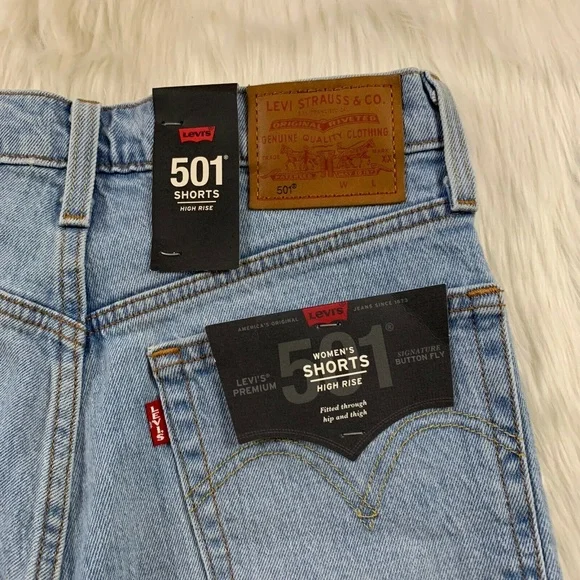 Levi's
501®
SHORTS
HIGH RISE
LEVI STRAUSS & CO.
ORIGINAL RIVETED
GENUINE QUALITY CLOTHING
501® W L
AMERICA'S ORIGINAL
Levi's
JEANS SINCE 1873
501®
WOMEN'S
SHORTS
HIGH RISE
LEVI'S®
PREMIUM
SIGNATURE
BUTTON FLY
Fitted through
hip and thigh
LEVI'S